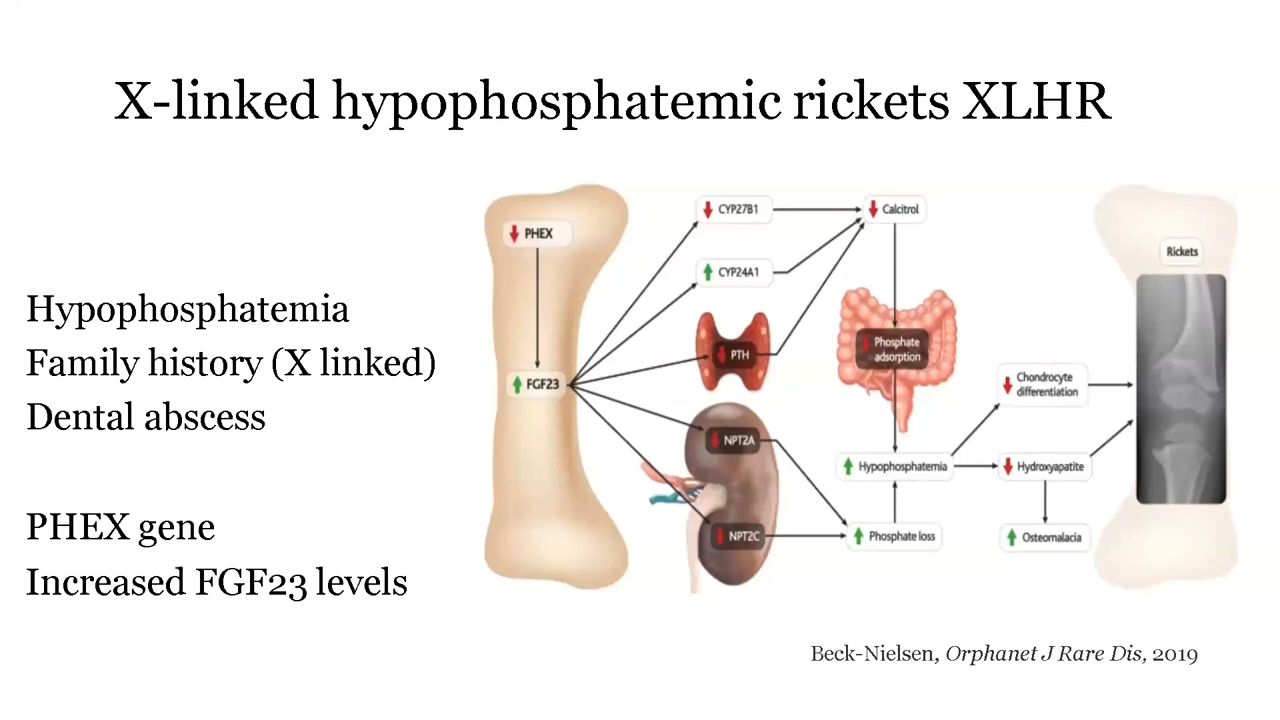 X-linked hypophosphatemic rickets XLHR
Hypophosphatemia
Family history (X linked)
Dental abscess
PHEX gene
Increased FGF23 levels
PHEX
FGF23
CYP27B1
CYP24A1
PTH
NPT2A
NPT2C
Calcitrol
Phosphate
adsorption
Hypophosphatemia
Phosphate loss
Chondrocyte
differentiation
Hydroxyapatite
Osteomalacia
Rickets
Beck-Nielsen, Orphanet J Rare Dis, 2019